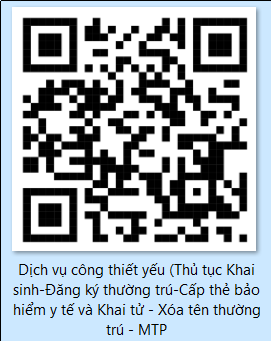 Dịch vụ công thiết yếu (Thủ tục Khai
sinh-Đăng ký thường trú-Cấp thẻ bảo
hiểm y tế và Khai tử - Xóa tên thường
trú - MTP